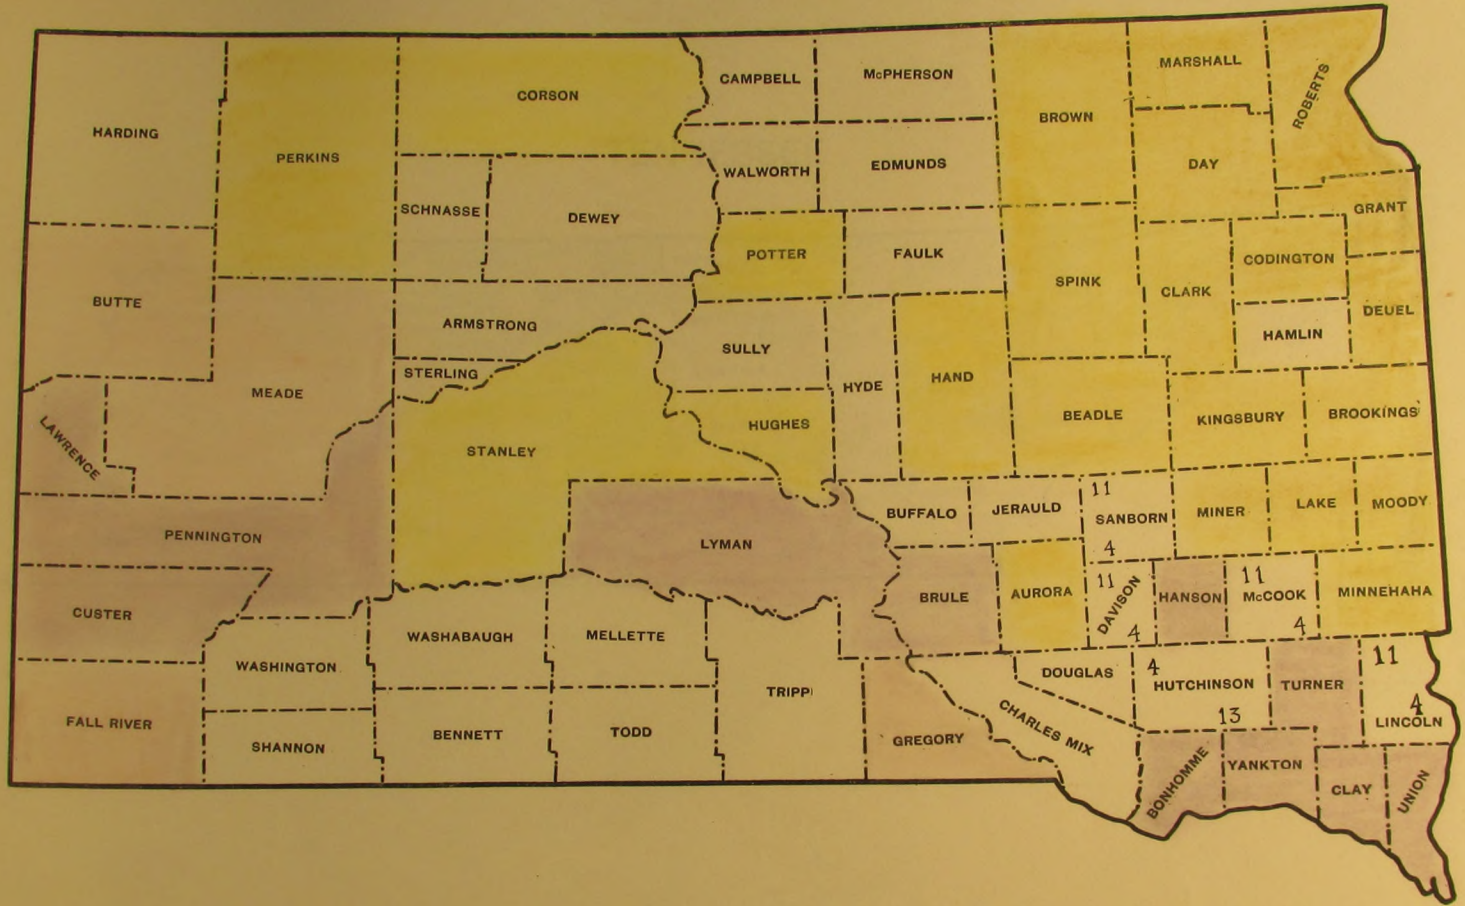 HARDING
PERKINS
CORSON
CAMPBELL
McPHERSON
BROWN
MARSHALL
ROBERTS
SCHNASSE
DEWEY
WALWORTH
EDMUNDS
DAY
GRANT
BUTTE
POTTER
FAULK
SPINK
CLARK
CODINGTON
DEUEL
ARMSTRONG
HAMLIN
SULLY
HYDE
HAND
MEADE
STERLING
LAWRENCE
STANLEY
HUGHES
BEADLE
KINGSBURY
BROOKINGS
PENNINGTON
LYMAN
BUFFALO
JERAULD
11
SANBORN
4
MINER
LAKE
MOODY
CUSTER
BRULE
AURORA
11
DAVISON
4
HANSON
11
McCOOK
4
MINNEHAHA
WASHINGTON
WASHABAUGH
MELLETTE
TRIPP
DOUGLAS
4
HUTCHINSON
13
TURNER
11
4
LINCOLN
FALL RIVER
SHANNON
BENNETT
TODD
GREGORY
CHARLES MIX
BONHOMME
YANKTON
CLAY
UNION